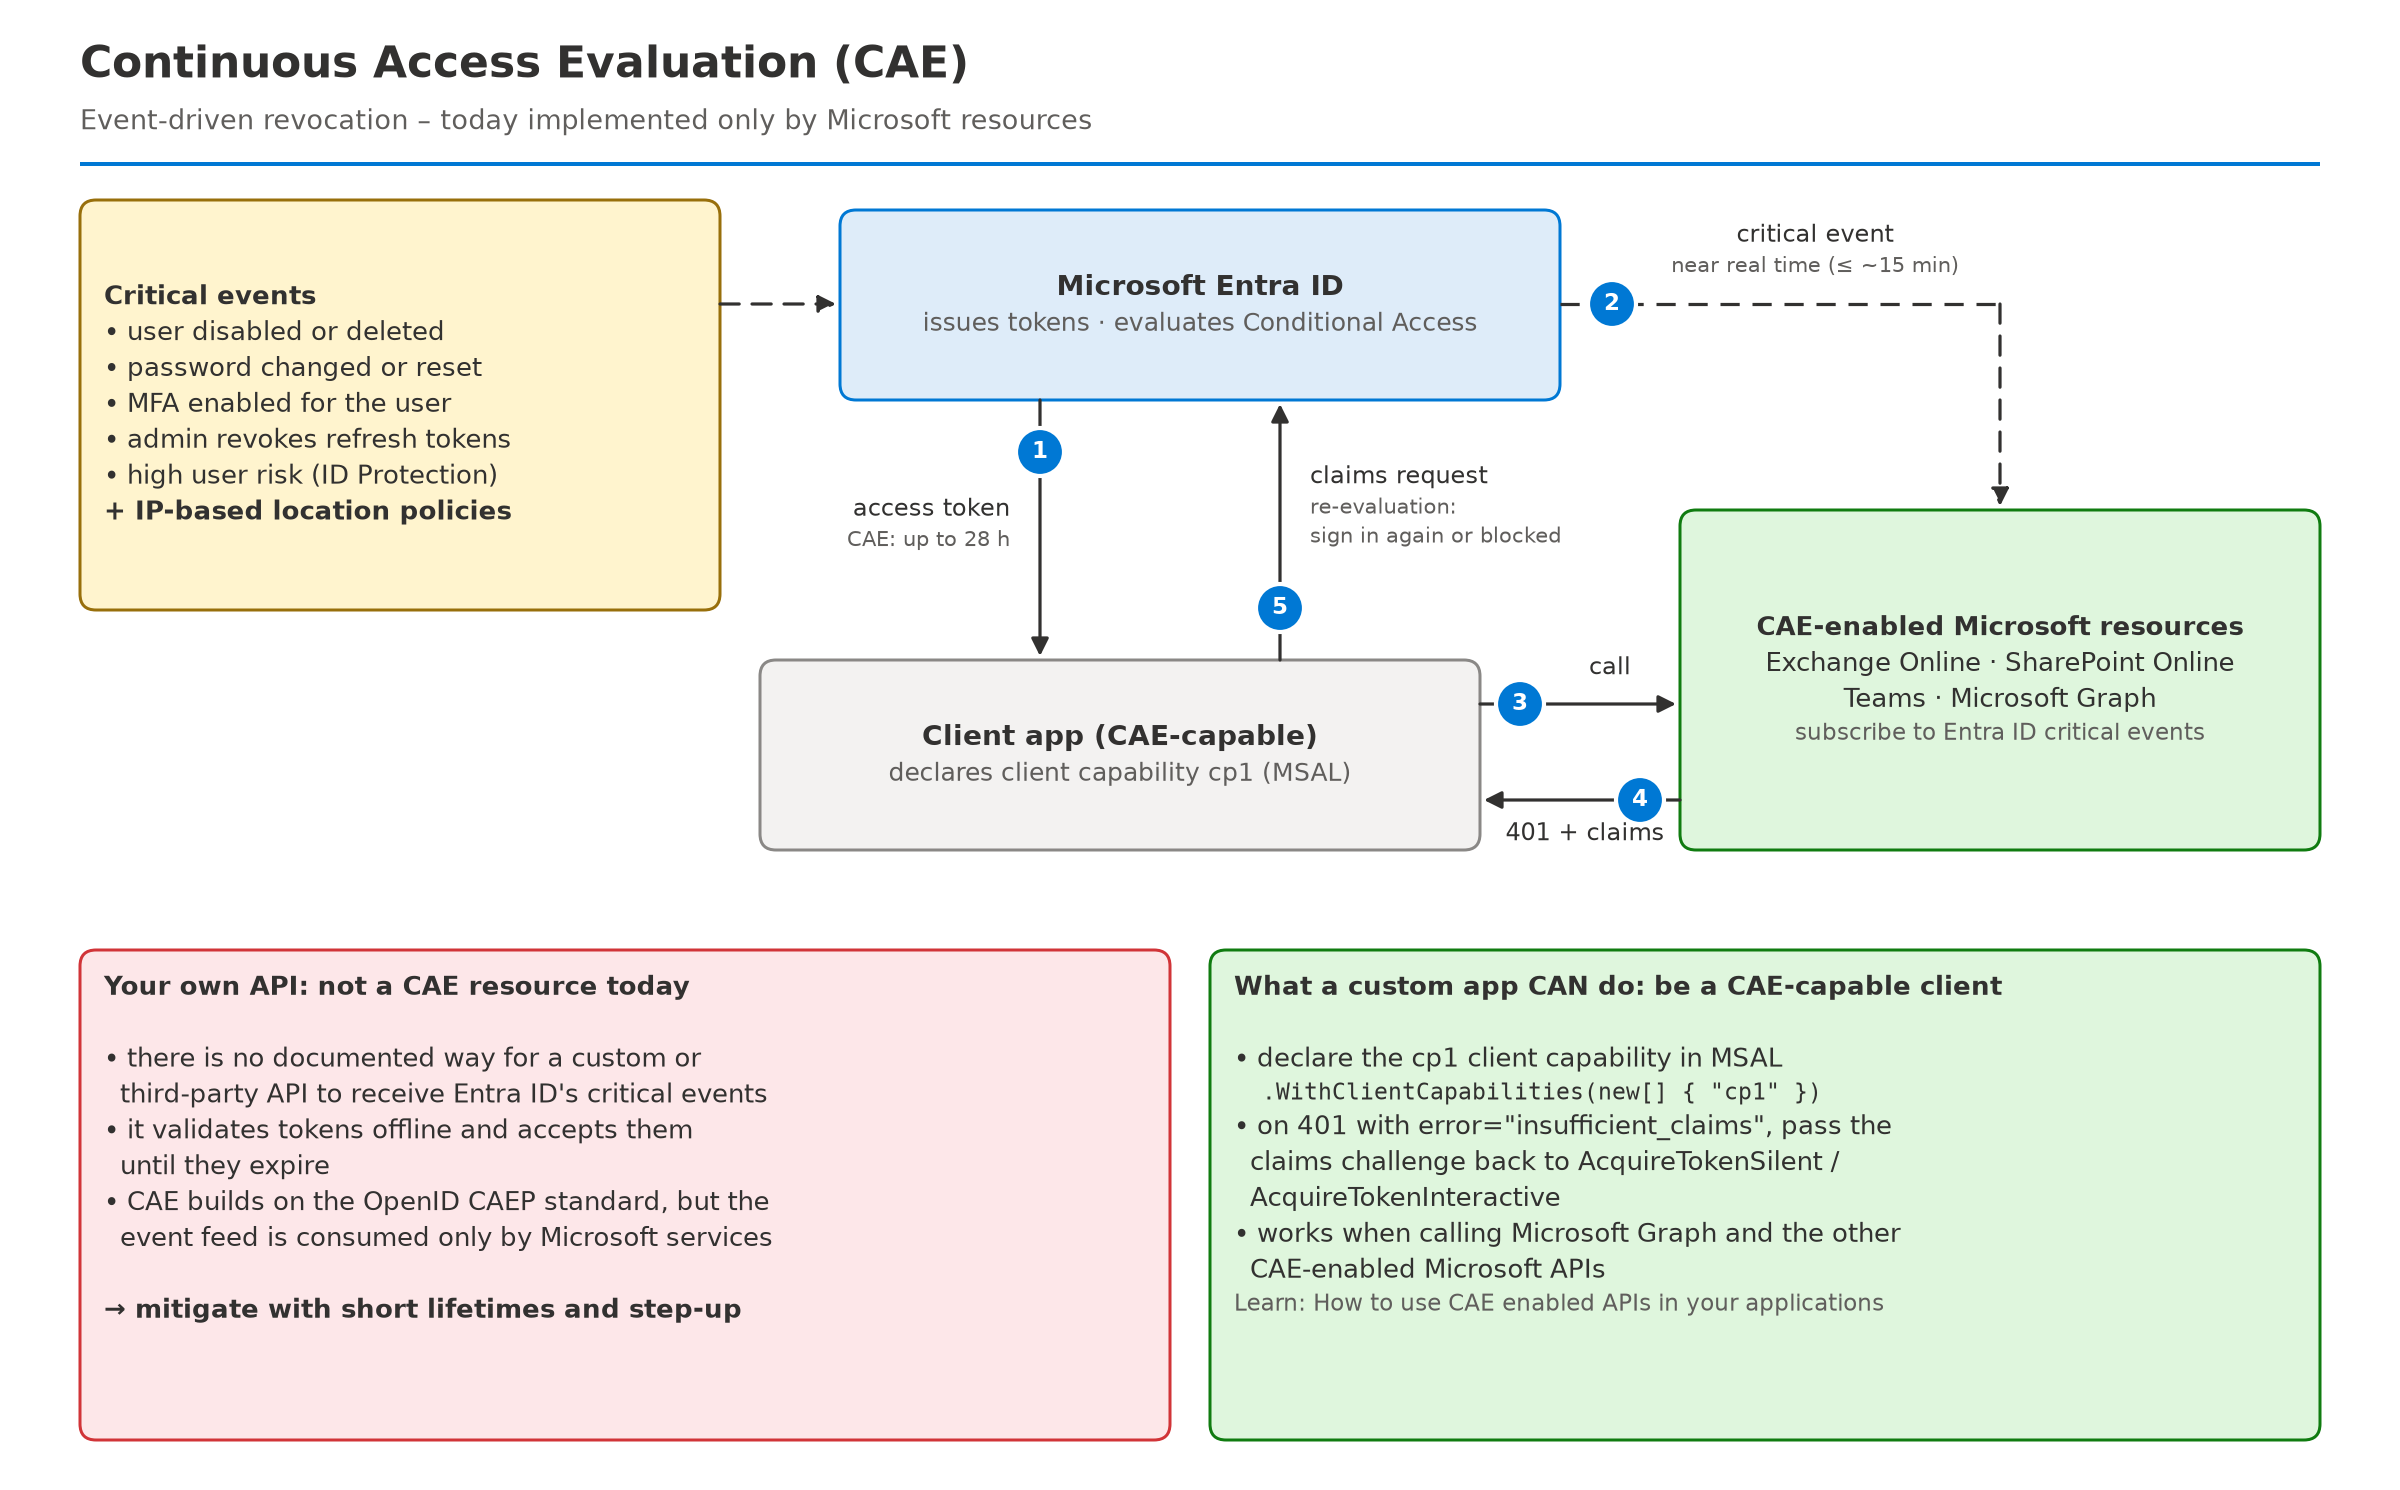 Continuous Access Evaluation (CAE)
Event-driven revocation – today implemented only by Microsoft resources
Critical events
• user disabled or deleted
• password changed or reset
• MFA enabled for the user
• admin revokes refresh tokens
• high user risk (ID Protection)
+ IP-based location policies
Microsoft Entra ID
issues tokens · evaluates Conditional Access
critical event
near real time (≤ ~15 min)
2
1
access token
CAE: up to 28 h
claims request
re-evaluation:
sign in again or blocked
5
Client app (CAE-capable)
declares client capability cp1 (MSAL)
call
3
4
401 + claims
CAE-enabled Microsoft resources
Exchange Online · SharePoint Online
Teams · Microsoft Graph
subscribe to Entra ID critical events
Your own API: not a CAE resource today
• there is no documented way for a custom or
third-party API to receive Entra ID's critical events
• it validates tokens offline and accepts them
until they expire
• CAE builds on the OpenID CAEP standard, but the
event feed is consumed only by Microsoft services
→ mitigate with short lifetimes and step-up
What a custom app CAN do: be a CAE-capable client
• declare the cp1 client capability in MSAL
.WithClientCapabilities(new[] { "cp1" })
• on 401 with error="insufficient_claims", pass the
claims challenge back to AcquireTokenSilent /
AcquireTokenInteractive
• works when calling Microsoft Graph and the other
CAE-enabled Microsoft APIs
Learn: How to use CAE enabled APIs in your applications